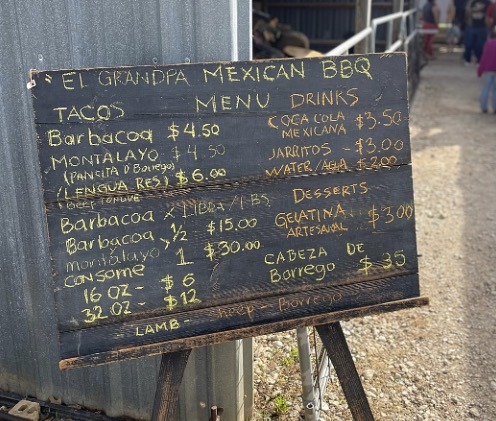 "EL GRANDPA MEXICAN BBQ
MENU
TACOS
Barbacoa $4.50
MONTALAYO $4.50
(PANCITA D' Borrego)
(LENGUA RES) $6.00
BEEF TONGUE
Barbacoa x LIBRA/LBS
Barbacoa > 1/2 $15.00
montalayo 1 $30.00
CONSOME
16 OZ - $6
32 OZ - $12
DRINKS
COCA COLA
MEXICANA $3.50
JARRITOS - $3.00
WATER/AGUA $2.00
DESSERTS
GELATINA
ARTESANAL $3.00
CABEZA DE
Borrego - $35
LAMB - Sheep - Borrego